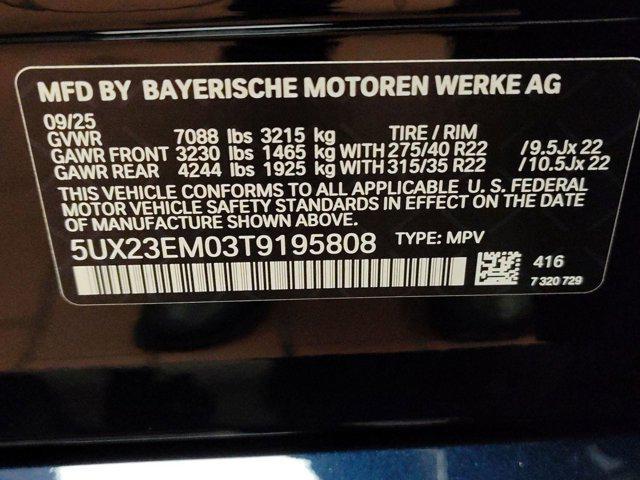 MFD BY BAYERISCHE MOTOREN WERKE AG
09/25
GVWR 7088 lbs 3215 kg TIRE / RIM
GAWR FRONT 3230 lbs 1465 kg WITH 275/40 R22 /9.5Jx 22
GAWR REAR 4244 lbs 1925 kg WITH 315/35 R22 /10.5Jx 22
THIS VEHICLE CONFORMS TO ALL APPLICABLE U. S. FEDERAL
MOTOR VEHICLE SAFETY STANDARDS IN EFFECT ON THE DATE
OF MANUFACTURE SHOWN ABOVE.
5UX23EM03T9195808 TYPE: MPV
416
7 320 729